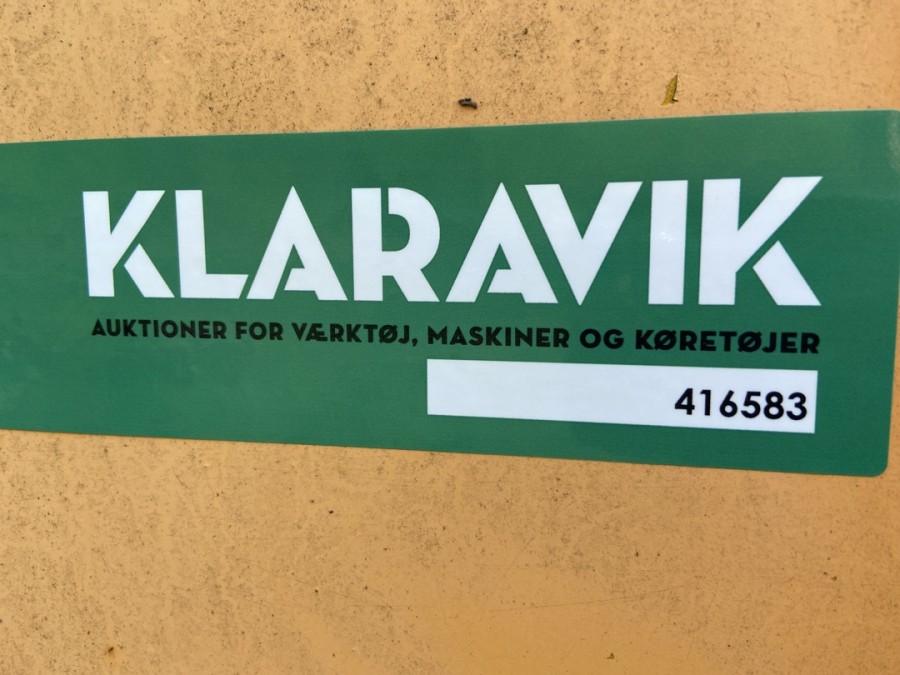 KLARAVIK
AUKTIONER FOR VÆRKTØJ, MASKINER OG KØRETØJER
416583